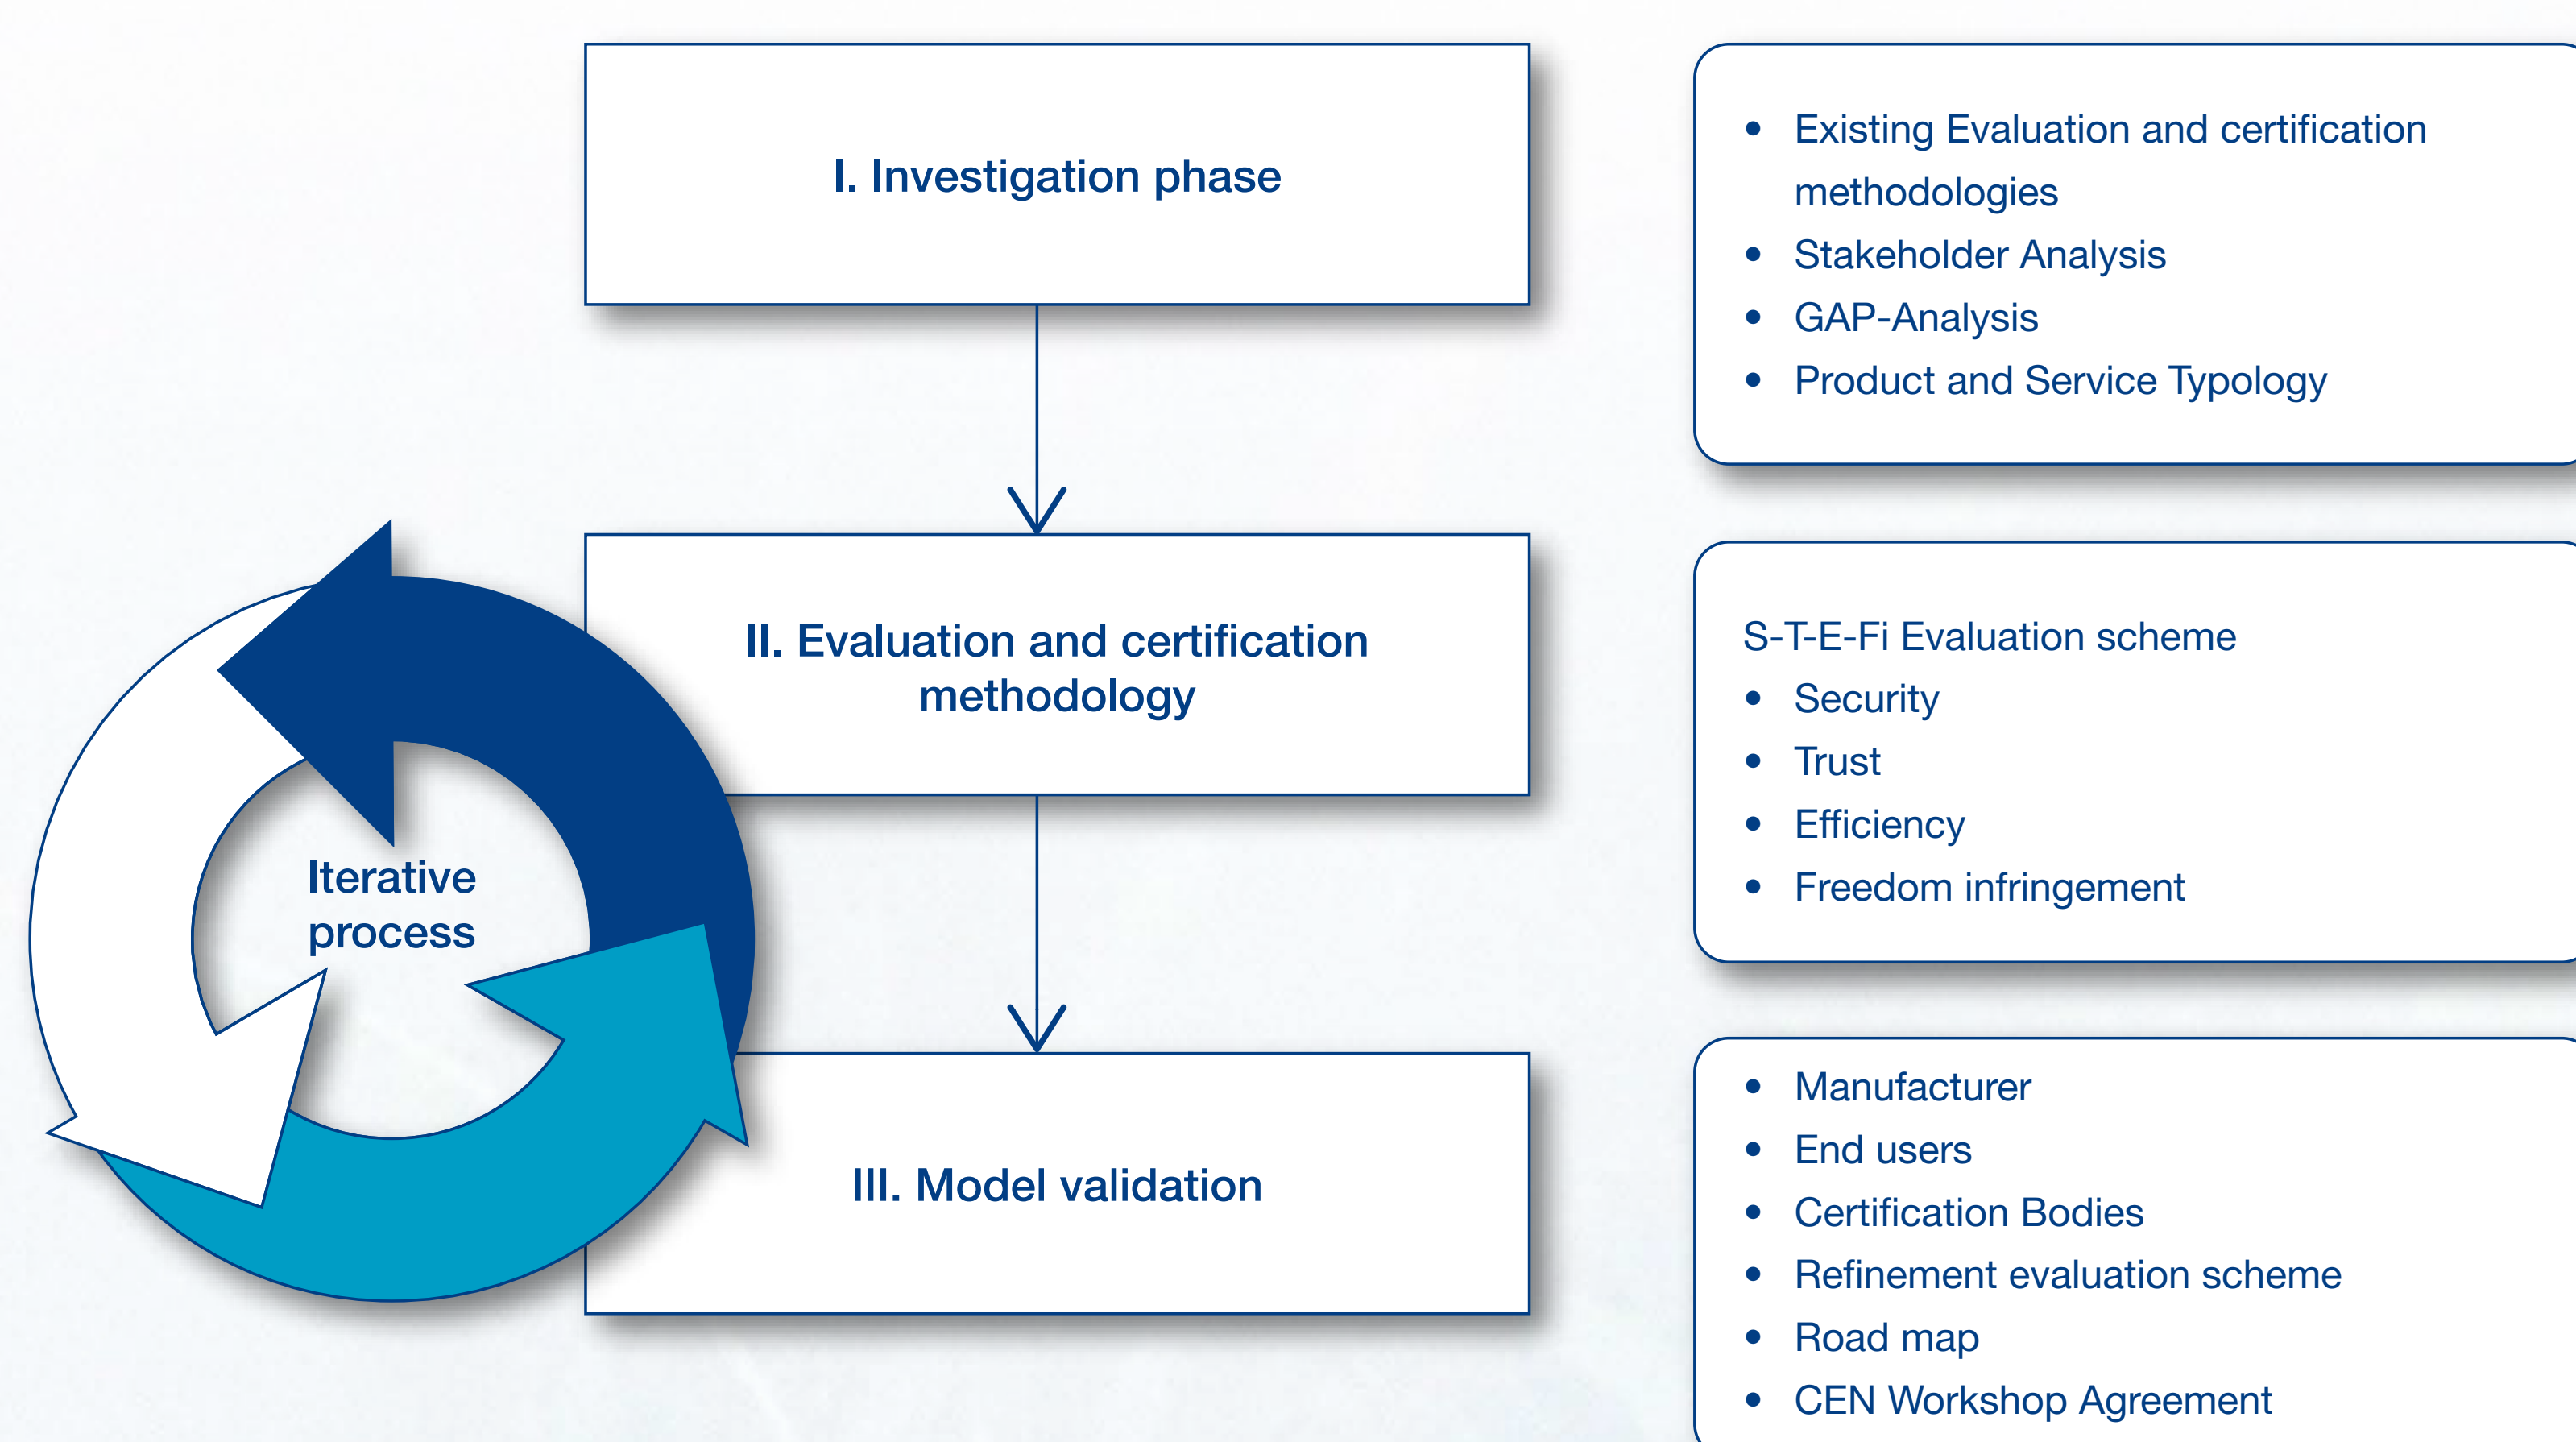 I. Investigation phase
• Existing Evaluation and certification
methodologies
• Stakeholder Analysis
• GAP-Analysis
• Product and Service Typology
II. Evaluation and certification
methodology
S-T-E-Fi Evaluation scheme
• Security
• Trust
• Efficiency
• Freedom infringement
Iterative
process
III. Model validation
• Manufacturer
• End users
• Certification Bodies
• Refinement evaluation scheme
• Road map
• CEN Workshop Agreement